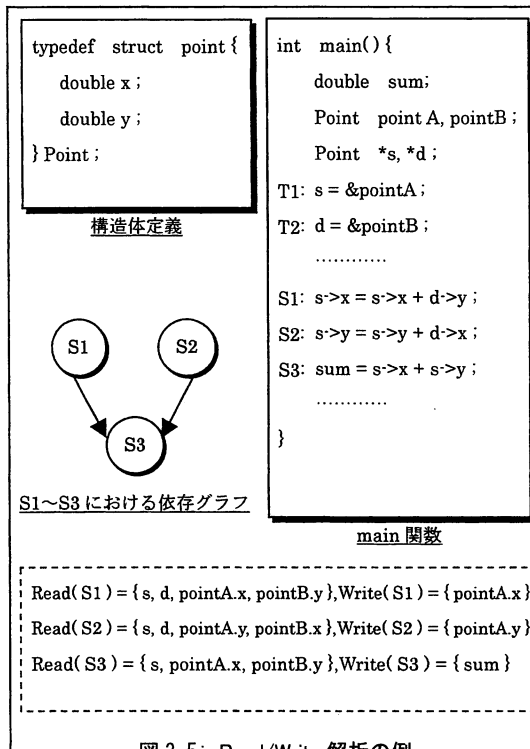 typedef struct point {
double x ;
double y ;
} Point ;
構造体定義
int main( ) {
double sum;
Point point A, pointB ;
Point *s, *d ;
T1: s = &pointA ;
T2: d = &pointB ;
…………
S1: s->x = s->x + d->y ;
S2: s->y = s->y + d->x ;
S3: sum = s->x + s->y ;
…………
}
main 関数
S1
S2
S3
S1~S3 における依存グラフ
Read( S1 ) = { s, d, pointA.x, pointB.y },Write( S1 ) = { pointA.x }
Read( S2 ) = { s, d, pointA.y, pointB.x },Write( S2 ) = { pointA.y }
Read( S3 ) = { s, pointA.x, pointB.y },Write( S3 ) = { sum }